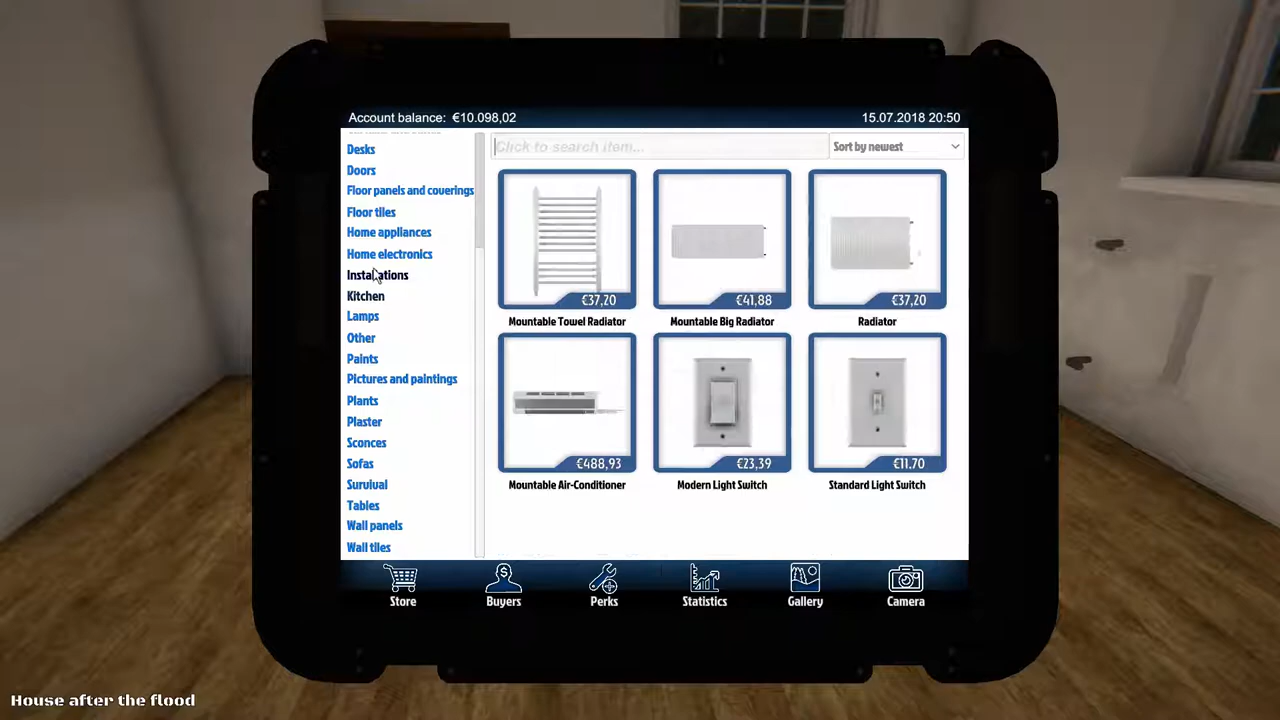 Account balance: €10.098,02
15.07.2018 20:50
Desks
Doors
Floor panels and coverings
Floor tiles
Home appliances
Home electronics
Installations
Kitchen
Lamps
Other
Paints
Pictures and paintings
Plants
Plaster
Sconces
Sofas
Survival
Tables
Wall panels
Wall tiles
Click to search item...
Sort by newest
€37,20
€41,88
€37,20
Mountable Towel Radiator
Mountable Big Radiator
Radiator
€488,93
€23,39
€11,70
Mountable Air-Conditioner
Modern Light Switch
Standard Light Switch
Store
Buyers
Perks
Statistics
Gallery
Camera
House after the flood